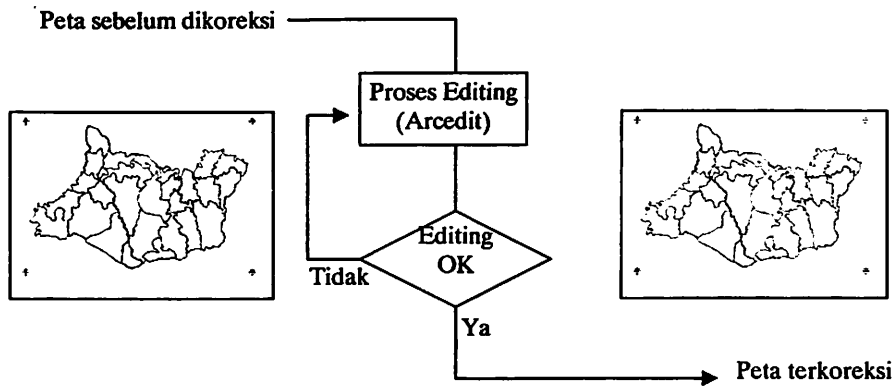 Peta sebelum dikoreksi
Proses Editing
(Arcedit)
Editing
OK
Tidak
Ya
Peta terkoreksi